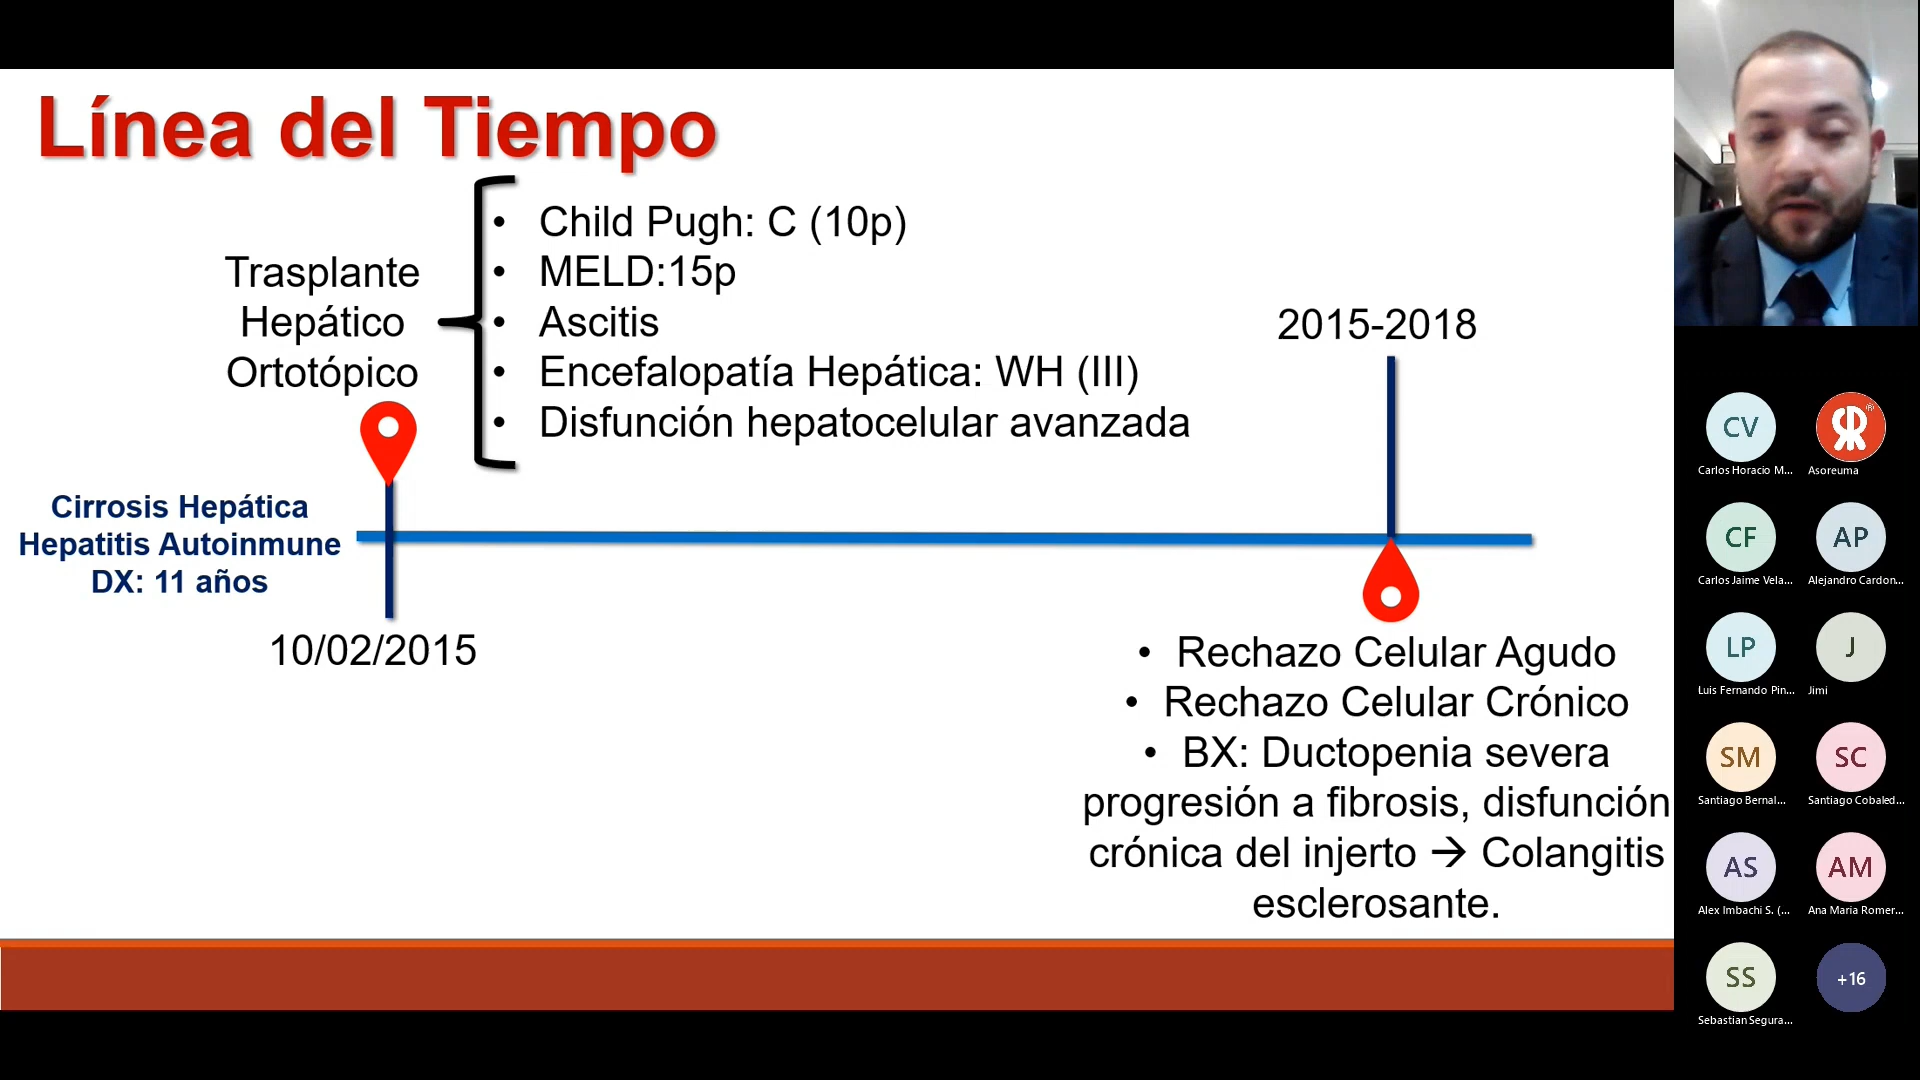 Línea del Tiempo
Trasplante
Hepático
Ortotópico
• Child Pugh: C (10p)
• MELD:15p
• Ascitis
• Encefalopatía Hepática: WH (III)
• Disfunción hepatocelular avanzada
2015-2018
Cirrosis Hepática
Hepatitis Autoinmune
DX: 11 años
10/02/2015
• Rechazo Celular Agudo
• Rechazo Celular Crónico
• BX: Ductopenia severa
progresión a fibrosis, disfunción
crónica del injerto → Colangitis
esclerosante.
CV
Carlos Horacio M...
®
Asoreuma
CF
Carlos Jaime Vela...
AP
Alejandro Cardon...
LP
Luis Fernando Pin...
J
Jimi
SM
Santiago Bernal...
SC
Santiago Cobaled...
AS
Alex Imbachi S. (...
AM
Ana Maria Romer...
SS
Sebastian Segura...
+16